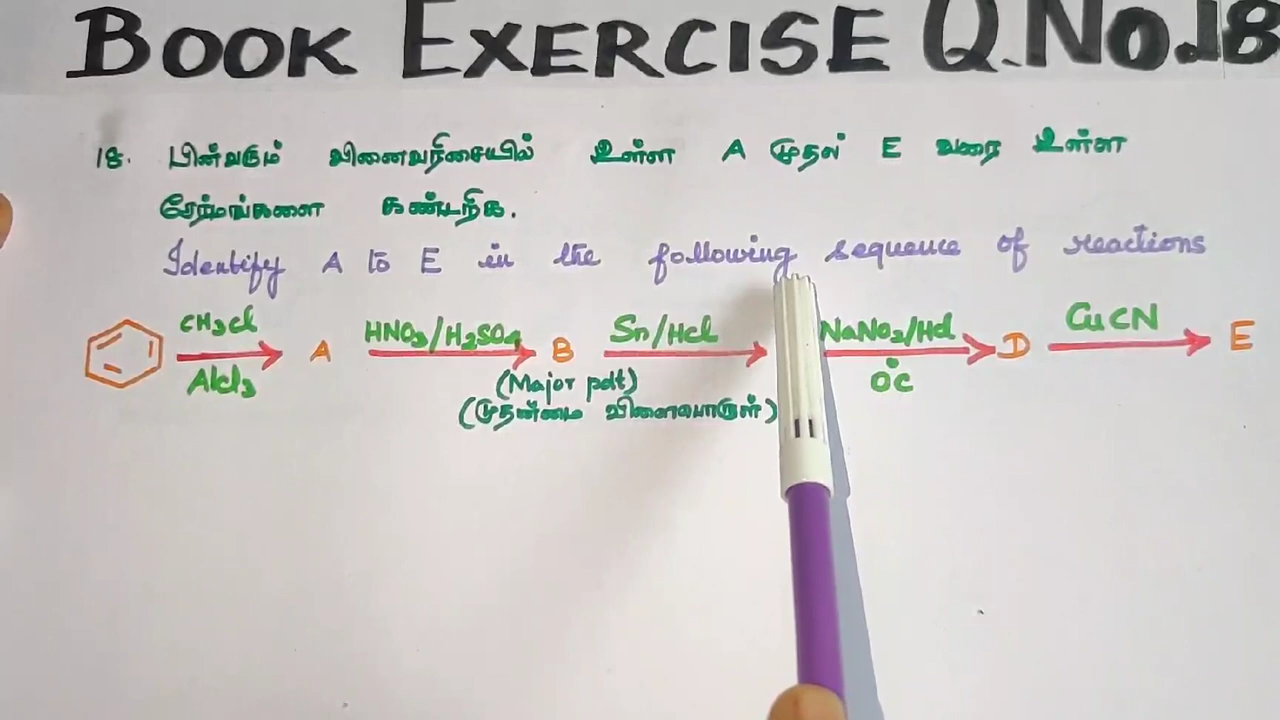 BOOK EXERCISE Q.No.18
18. பின்வரும் வினைவரிசையில் உள்ள A முதல் E வரை உள்ள
சேர்மங்களை கண்டறிக.
Identify A to E in the following sequence of reactions
CH3Cl HNO3/H2SO4 Sn/HCl NaNO2/HCl CuCN
A B D E
AlCl3 (Major pdt) 0°C
(முதன்மை விளைபொருள்)